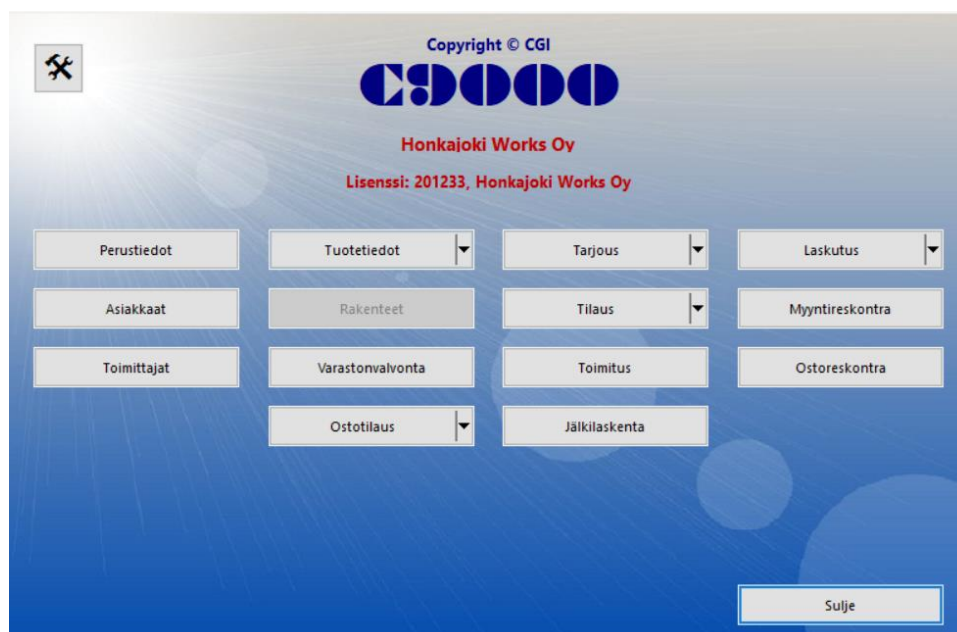 Copyright © CGI
C9000
Honkajoki Works Oy
Lisenssi: 201233, Honkajoki Works Oy
Perustiedot Tuotetiedot Tarjous Laskutus
Asiakkaat Rakenteet Tilaus Myyntireskontra
Toimittajat Varastonvalvonta Toimitus Ostoreskontra
Ostotilaus Jälkilaskenta
Sulje